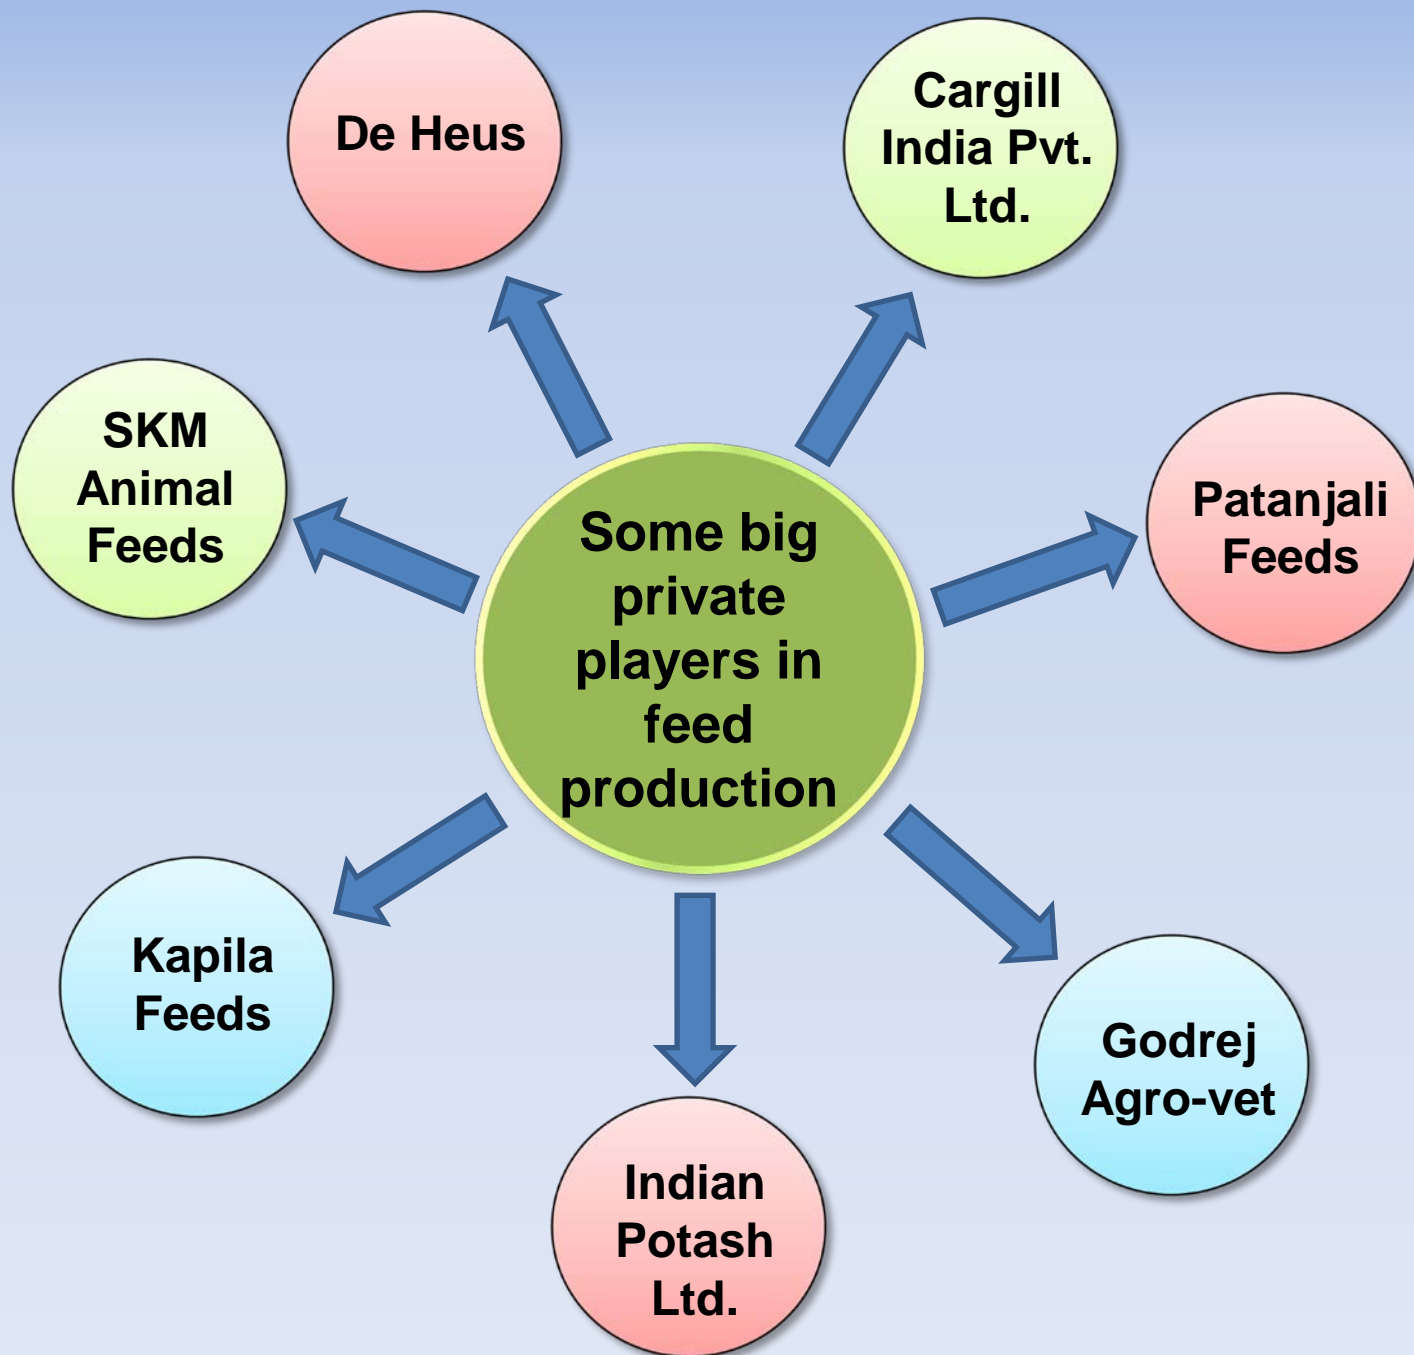 De Heus
Cargill
India Pvt.
Ltd.
SKM
Animal
Feeds
Patanjali
Feeds
Some big
private
players in
feed
production
Kapila
Feeds
Godrej
Agro-vet
Indian
Potash
Ltd.